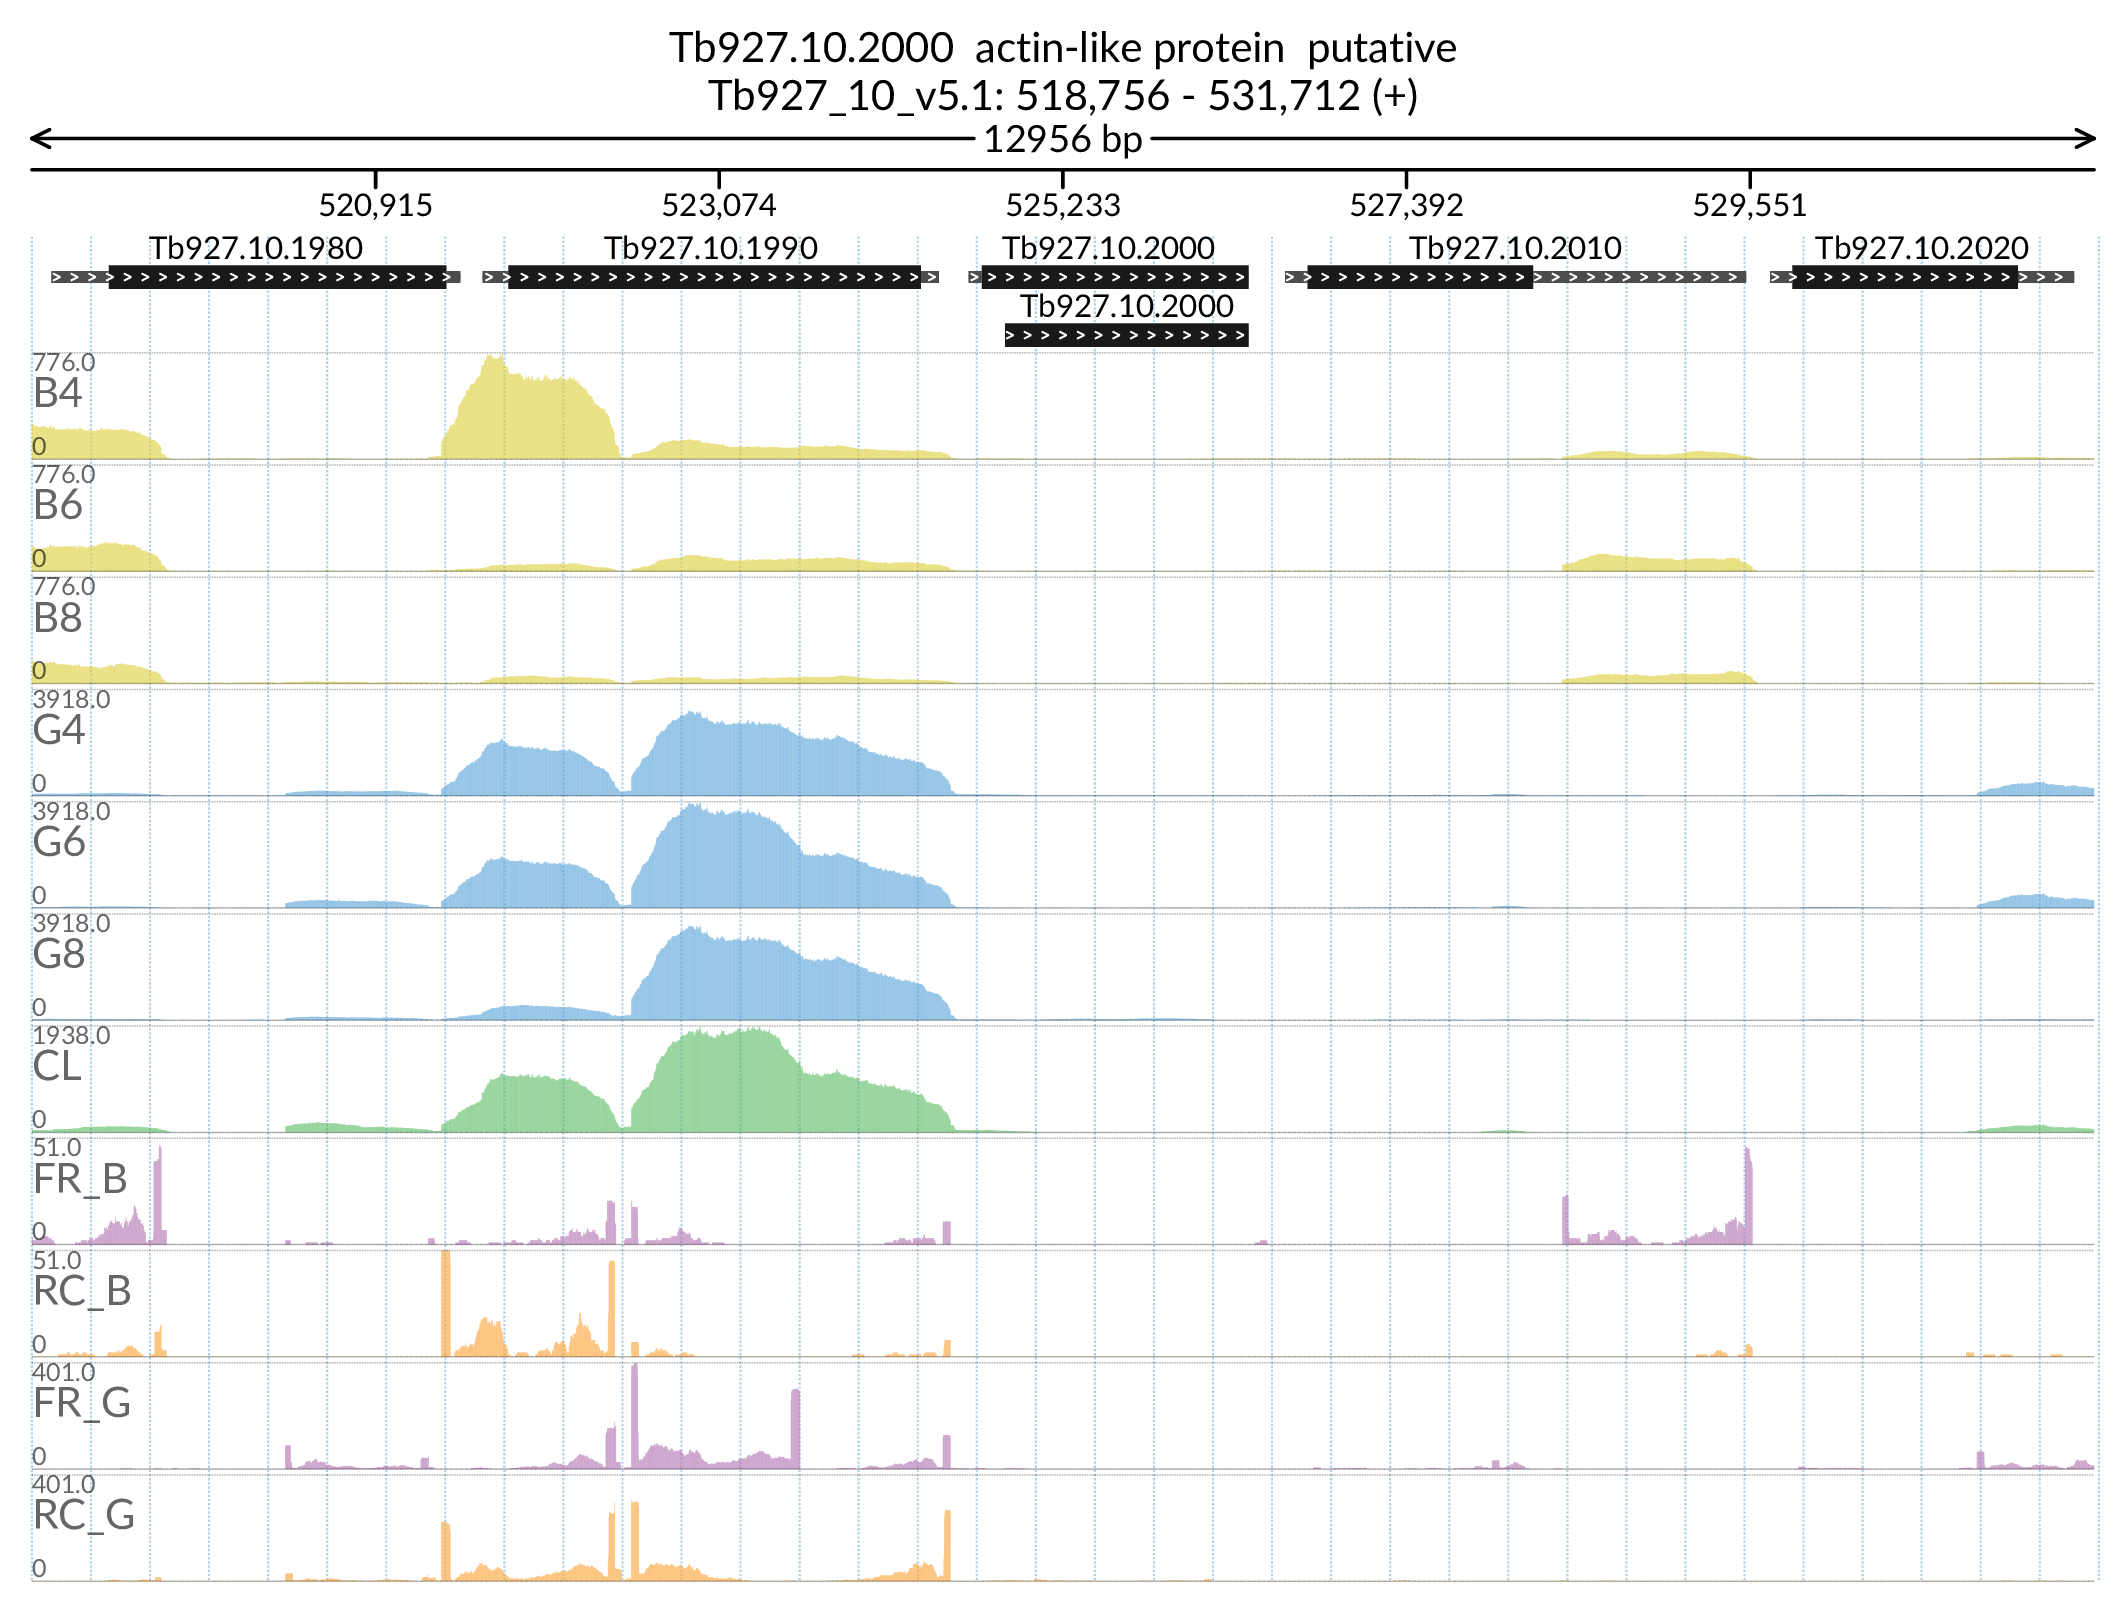 Tb927.10.2000  actin-like protein  putative
Tb927_10_v5.1: 518,756 - 531,712 (+)
12956 bp
520,915 523,074 525,233 527,392 529,551
Tb927.10.1980 Tb927.10.1990 Tb927.10.2000 Tb927.10.2010 Tb927.10.2020
Tb927.10.2000
776.0
B4
0
776.0
B6
0
776.0
B8
0
3918.0
G4
0
3918.0
G6
0
3918.0
G8
0
1938.0
CL
0
51.0
FR_B
0
51.0
RC_B
0
401.0
FR_G
0
401.0
RC_G
0